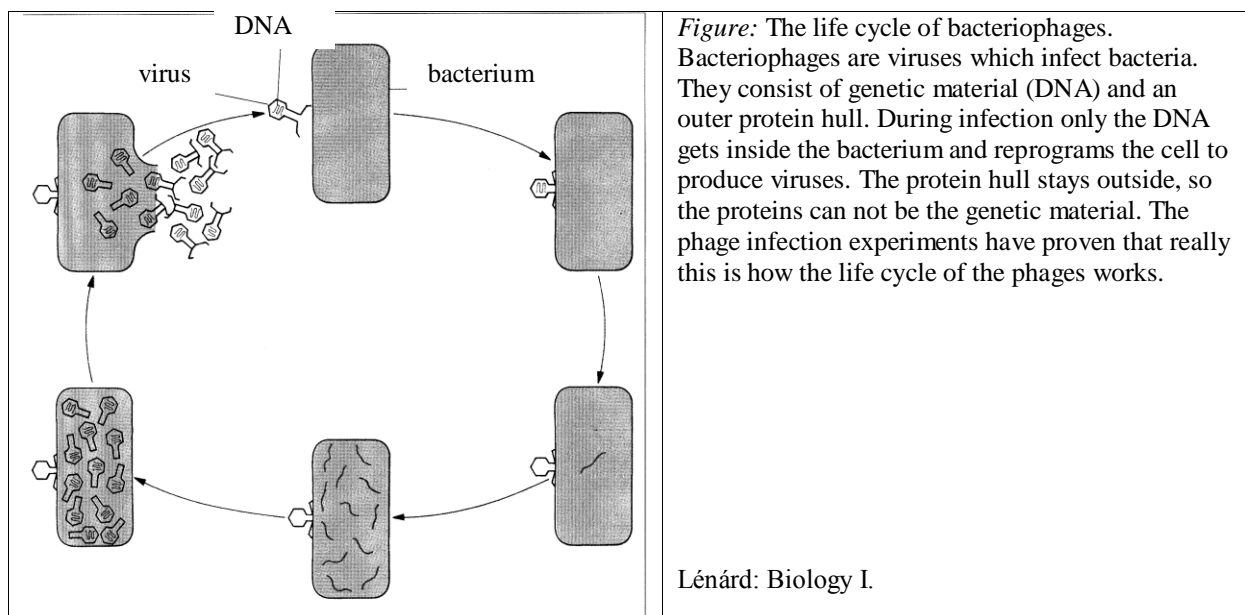 DNA
virus
bacterium
Figure: The life cycle of bacteriophages.
Bacteriophages are viruses which infect bacteria.
They consist of genetic material (DNA) and an
outer protein hull. During infection only the DNA
gets inside the bacterium and reprograms the cell to
produce viruses. The protein hull stays outside, so
the proteins can not be the genetic material. The
phage infection experiments have proven that really
this is how the life cycle of the phages works.
Lénárd: Biology I.